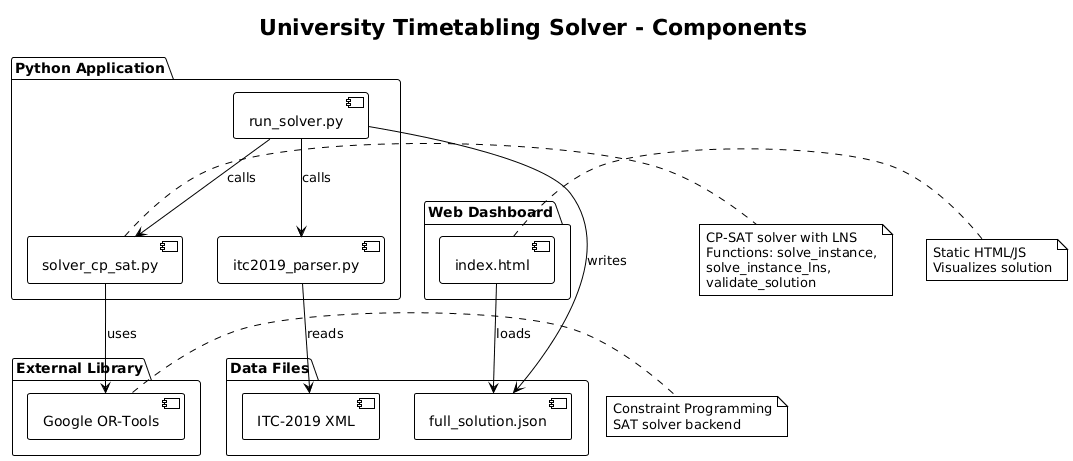 University Timetabling Solver - Components
Python Application
run_solver.py
calls
calls
solver_cp_sat.py
itc2019_parser.py
Web Dashboard
index.html
writes
CP-SAT solver with LNS
Functions: solve_instance,
solve_instance_lns,
validate_solution
Static HTML/JS
Visualizes solution
uses
reads
loads
External Library
Google OR-Tools
Data Files
ITC-2019 XML
full_solution.json
Constraint Programming
SAT solver backend